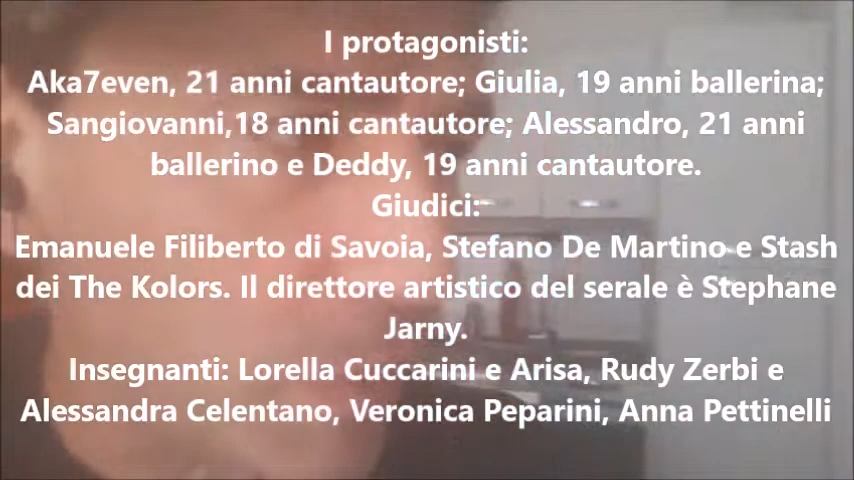 I protagonisti:
Aka7even, 21 anni cantautore; Giulia, 19 anni ballerina;
Sangiovanni,18 anni cantautore; Alessandro, 21 anni
ballerino e Deddy, 19 anni cantautore.
Giudici:
Emanuele Filiberto di Savoia, Stefano De Martino e Stash
dei The Kolors. Il direttore artistico del serale è Stephane
Jarny.
Insegnanti: Lorella Cuccarini e Arisa, Rudy Zerbi e
Alessandra Celentano, Veronica Peparini, Anna Pettinelli